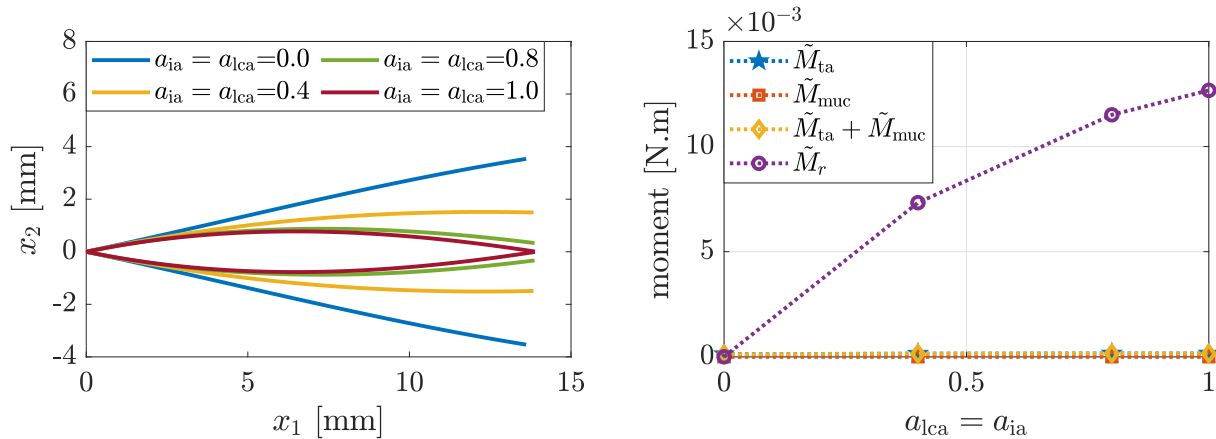 8
6
4
2
0
-2
-4
x₂ [mm]
a_ia = a_lca=0.0
a_ia = a_lca=0.8
a_ia = a_lca=0.4
a_ia = a_lca=1.0
0
5
10
15
x₁ [mm]
×10⁻³
15
10
5
0
moment [N.m]
M̃_ta
M̃_muc
M̃_ta + M̃_muc
M̃_r
0
0.5
1
a_lca = a_ia